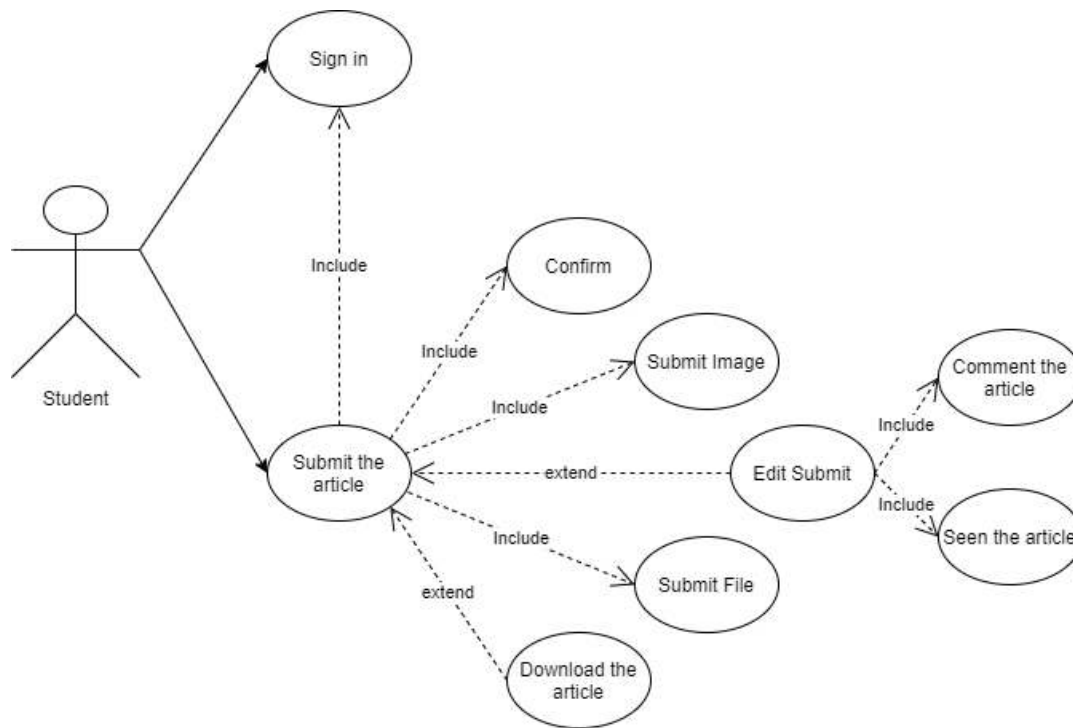 Sign in
Include
Confirm
Include
Submit Image
Comment the
article
Student
Include
Include
Submit the
article
extend
Edit Submit
Include
Include
Seen the article
extend
Submit File
Download the
article